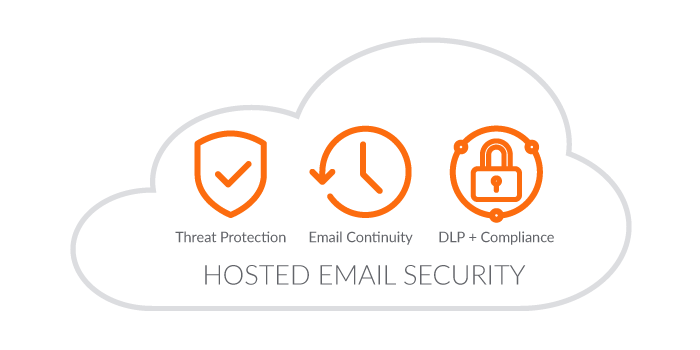 Threat Protection
Email Continuity
DLP + Compliance
HOSTED EMAIL SECURITY